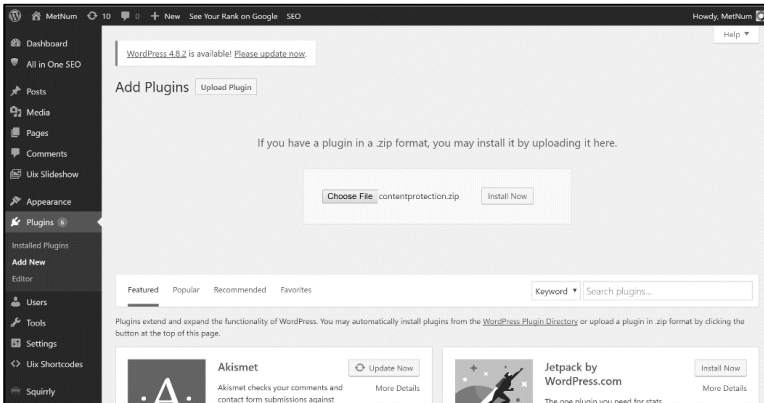 MetNum 10 0 + New See Your Rank on Google SEO Howdy, MetNum
Help ▼
Dashboard
All in One SEO
Posts
Media
Pages
Comments
Uix Slideshow
Appearance
Plugins 6
Installed Plugins
Add New
Editor
Users
Tools
Settings
Uix Shortcodes
Squirrly
WordPress 4.8.2 is available! Please update now.
Add Plugins Upload Plugin
If you have a plugin in a .zip format, you may install it by uploading it here.
Choose File contentprotection.zip Install Now
Featured Popular Recommended Favorites Keyword ▼ Search plugins...
Plugins extend and expand the functionality of WordPress. You may automatically install plugins from the WordPress Plugin Directory or upload a plugin in .zip format by clicking the
button at the top of this page.
A
Akismet
Update Now
More Details
Akismet checks your comments and
contact form submissions against
Jetpack by
WordPress.com
Install Now
More Details
The one plugin you need for stats,